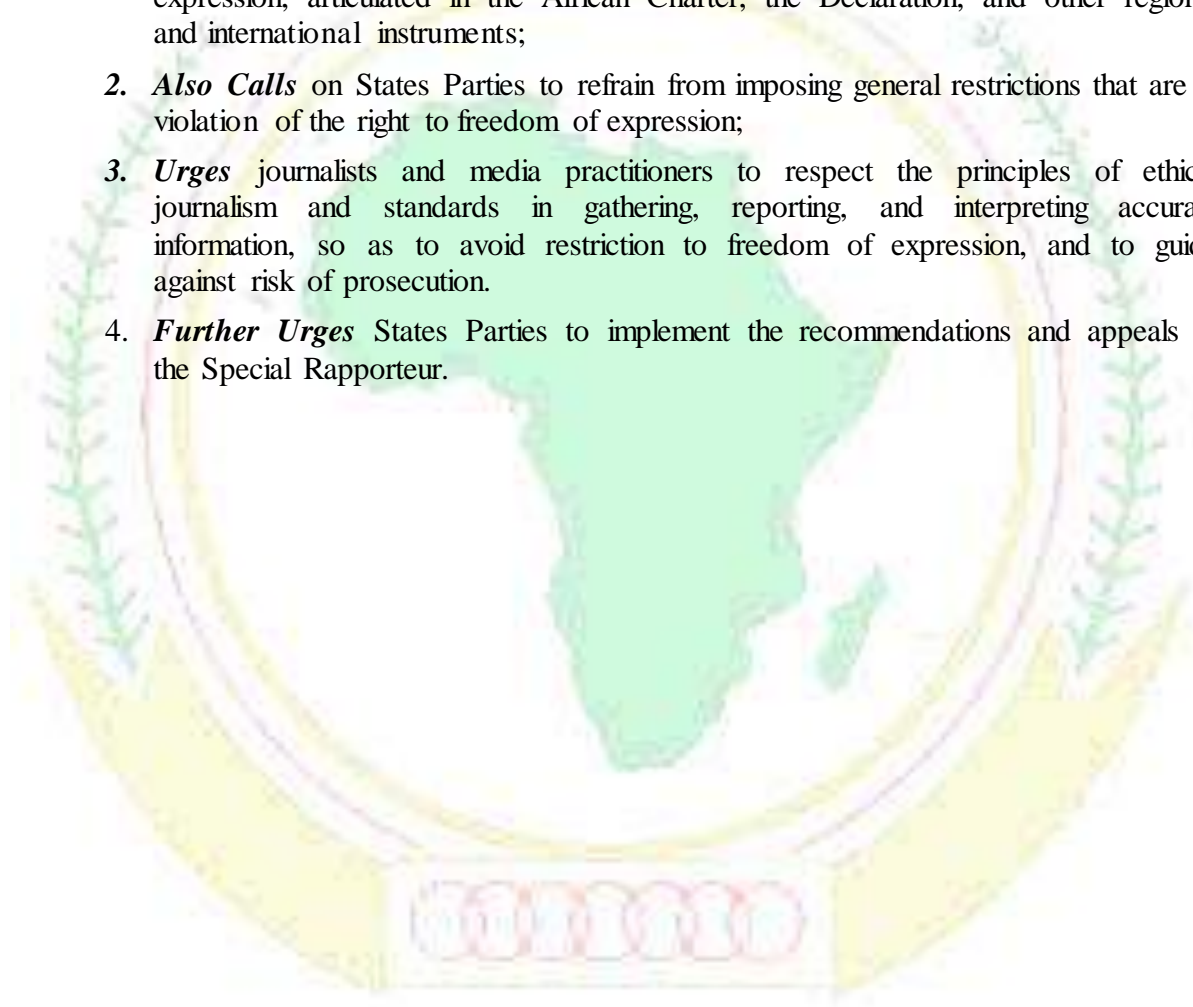 expression, articulated in the African Charter, the Declaration, and other region
and international instruments;
2. Also Calls on States Parties to refrain from imposing general restrictions that are
violation of the right to freedom of expression;
3. Urges journalists and media practitioners to respect the principles of ethic
journalism and standards in gathering, reporting, and interpreting accura
information, so as to avoid restriction to freedom of expression, and to guid
against risk of prosecution.
4. Further Urges States Parties to implement the recommendations and appeals
the Special Rapporteur.